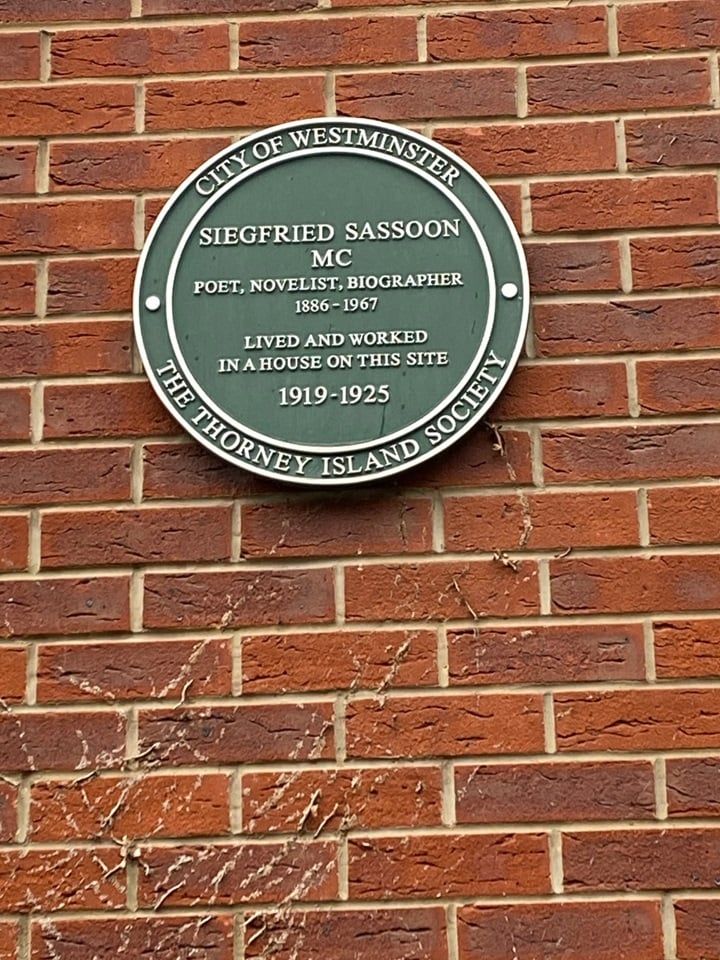 CITY OF WESTMINSTER
SIEGFRIED SASSOON
MC
POET, NOVELIST, BIOGRAPHER
1886-1967
LIVED AND WORKED
IN A HOUSE ON THIS SITE
1919-1925
THE THORNEY ISLAND SOCIETY